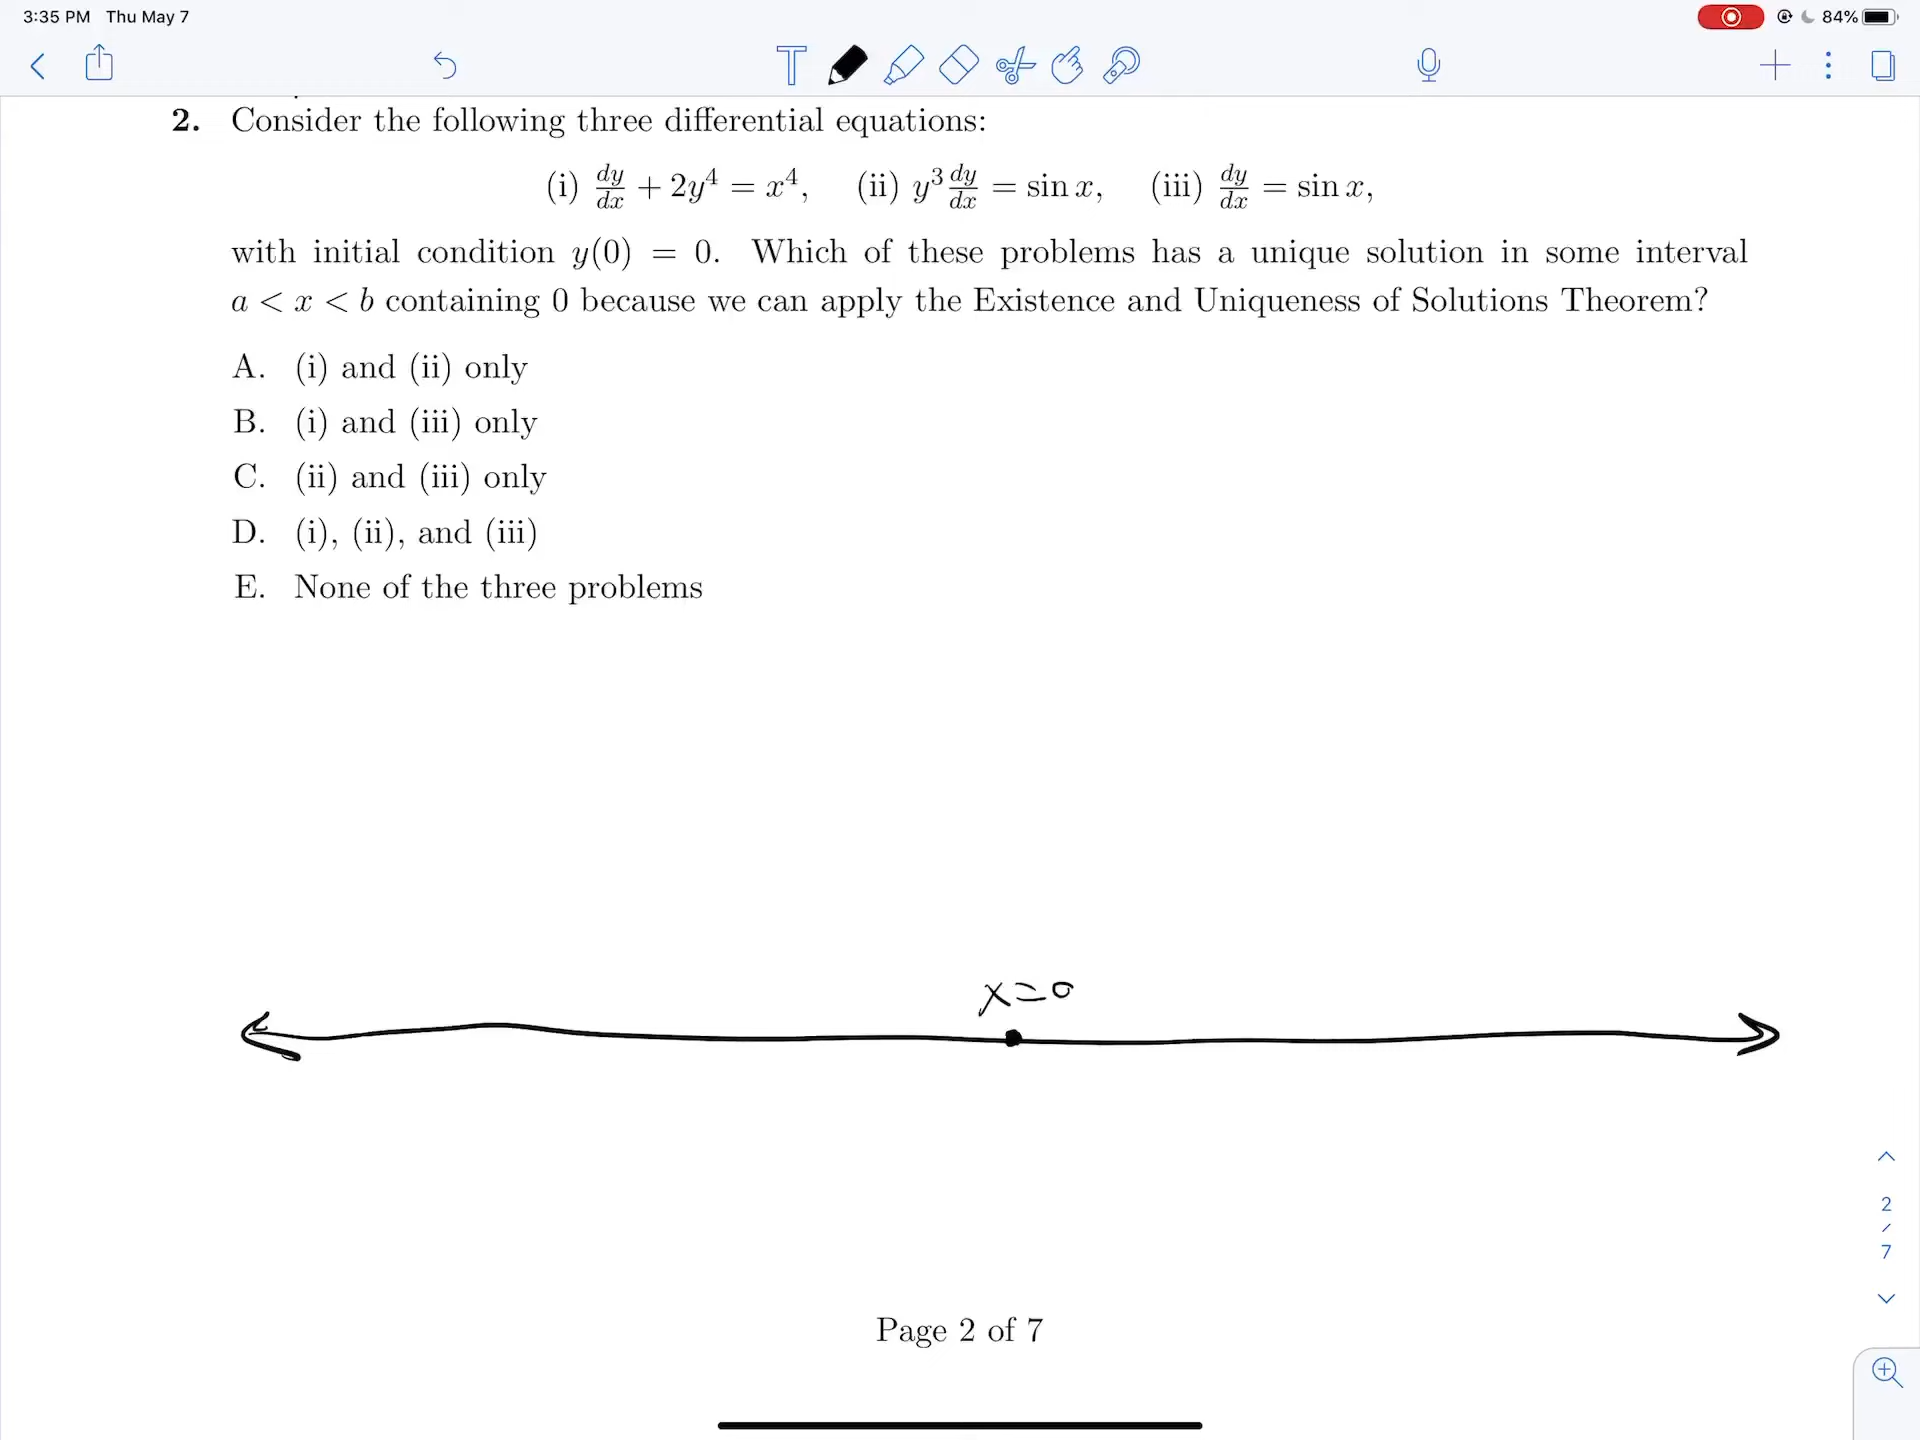 3:35 PM Thu May 7
84%
2. Consider the following three differential equations:
(i) dy/dx + 2y⁴ = x⁴, (ii) y³ dy/dx = sin x, (iii) dy/dx = sin x,
with initial condition y(0) = 0. Which of these problems has a unique solution in some interval
a < x < b containing 0 because we can apply the Existence and Uniqueness of Solutions Theorem?
A. (i) and (ii) only
B. (i) and (iii) only
C. (ii) and (iii) only
D. (i), (ii), and (iii)
E. None of the three problems
x=0
2
/
7
Page 2 of 7